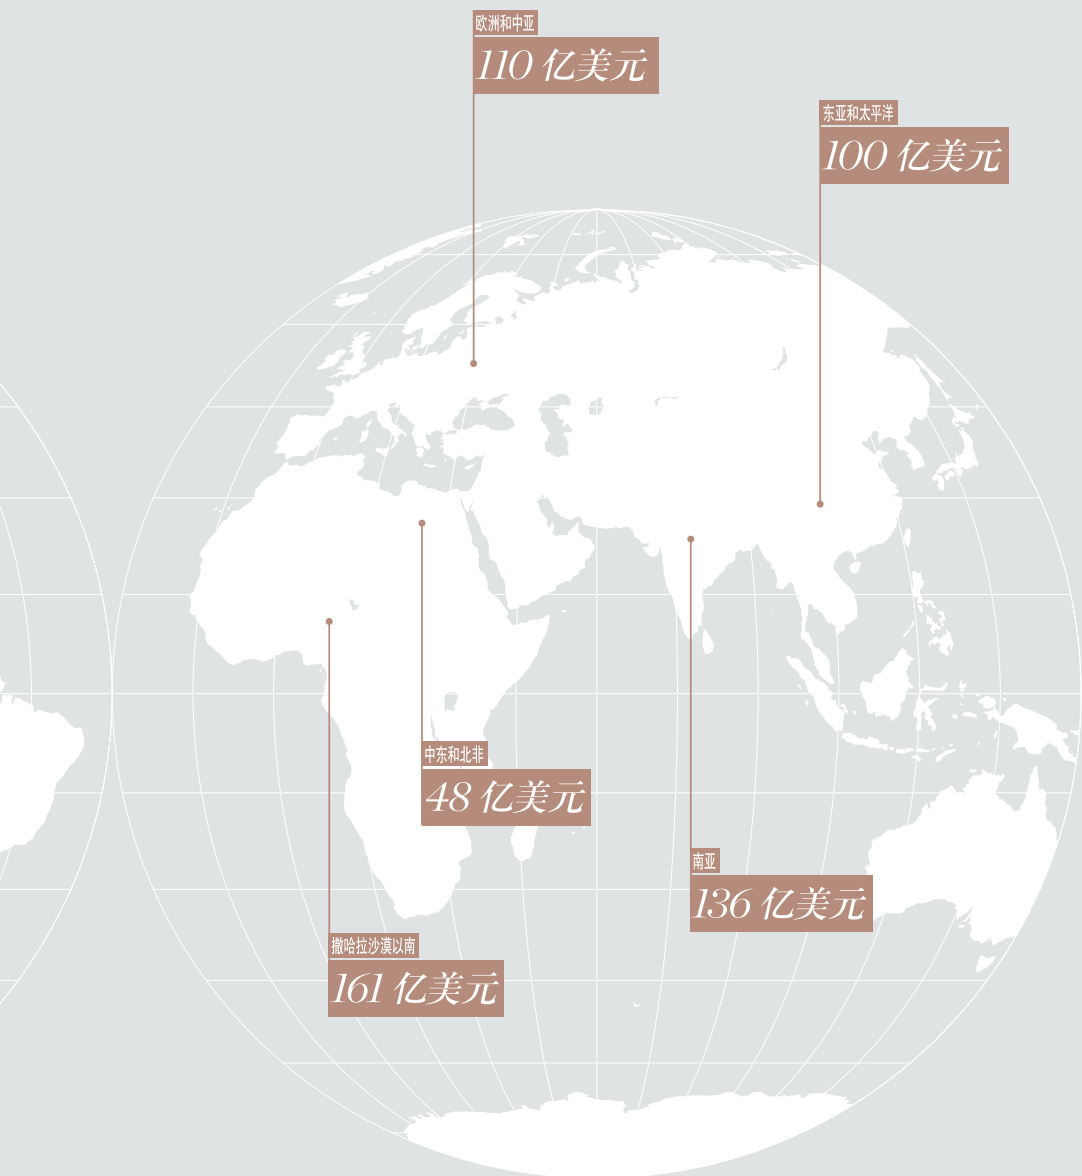 欧洲和中亚
110 亿美元
东亚和太平洋
100 亿美元
中东和北非
48 亿美元
南亚
136 亿美元
撒哈拉沙漠以南
161 亿美元